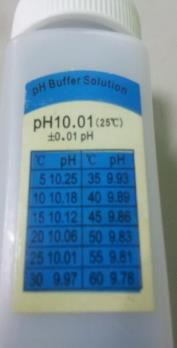 pH Buffer Solution
pH10.01 (25℃)
±0.01 pH
℃ pH ℃ pH
5 10.25 35 9.93
10 10.18 40 9.89
15 10.12 45 9.86
20 10.06 50 9.83
25 10.01 55 9.81
30 9.97 60 9.78